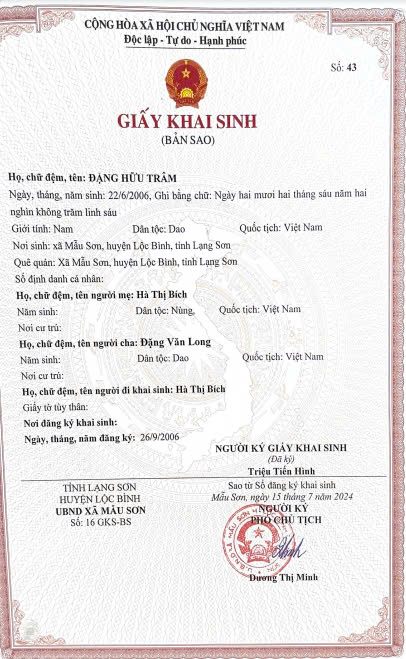 CỘNG HÒA XÃ HỘI CHỦ NGHĨA VIỆT NAM
Độc lập - Tự do - Hạnh phúc
Số: 43
GIẤY KHAI SINH
(BẢN SAO)
Họ, chữ đệm, tên: ĐẶNG HỮU TRÂM
Ngày, tháng, năm sinh: 22/6/2006, Ghi bằng chữ: Ngày hai mươi hai tháng sáu năm hai
nghìn không trăm linh sáu
Giới tính: Nam Dân tộc: Dao Quốc tịch: Việt Nam
Nơi sinh: xã Mẫu Sơn, huyện Lộc Bình, tỉnh Lạng Sơn
Quê quán: Xã Mẫu Sơn, huyện Lộc Bình, tỉnh Lạng Sơn
Số định danh cá nhân:
Họ, chữ đệm, tên người mẹ: Hà Thị Bích
Năm sinh: Dân tộc: Nùng, Quốc tịch: Việt Nam
Nơi cư trú:
Họ, chữ đệm, tên người cha: Đặng Văn Long
Năm sinh: Dân tộc: Dao Quốc tịch: Việt Nam
Nơi cư trú:
Họ, chữ đệm, tên người đi khai sinh: Hà Thị Bích
Giấy tờ tùy thân:
Nơi đăng ký khai sinh:
Ngày, tháng, năm đăng ký: 26/9/2006
NGƯỜI KÝ GIẤY KHAI SINH
(Đã ký)
Triệu Tiến Hình
TỈNH LẠNG SƠN
HUYỆN LỘC BÌNH
UBND XÃ MẪU SƠN
Số: 16 GKS-BS
Sao từ Sổ đăng ký khai sinh
Mẫu Sơn, ngày 15 tháng 7 năm 2024
NGƯỜI KÝ
PHÓ CHỦ TỊCH
Dương Thị Minh